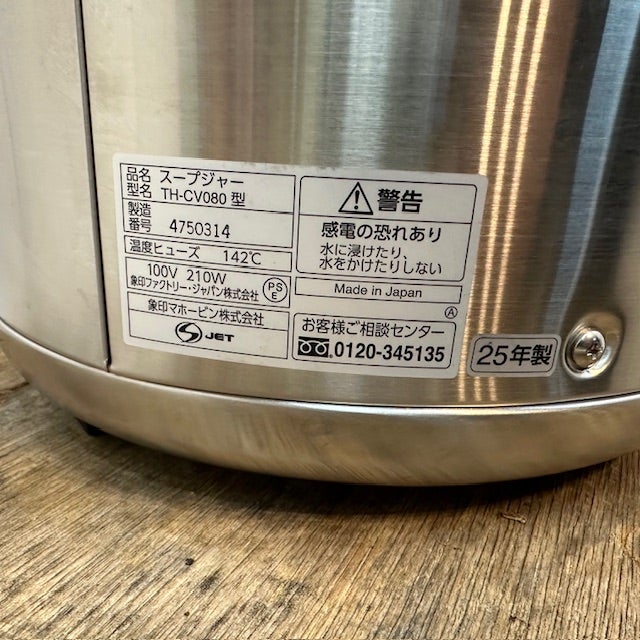 品名 スープジャー
型名 TH-CV080 型
製造
番号 4750314
温度ヒューズ 142℃
100V 210W
象印ファクトリー・ジャパン株式会社
PS
E
象印マホービン株式会社
S JET
警告
感電の恐れあり
水に浸けたり、
水をかけたりしない
Made in Japan
A
お客様ご相談センター
0120-345135
25年製